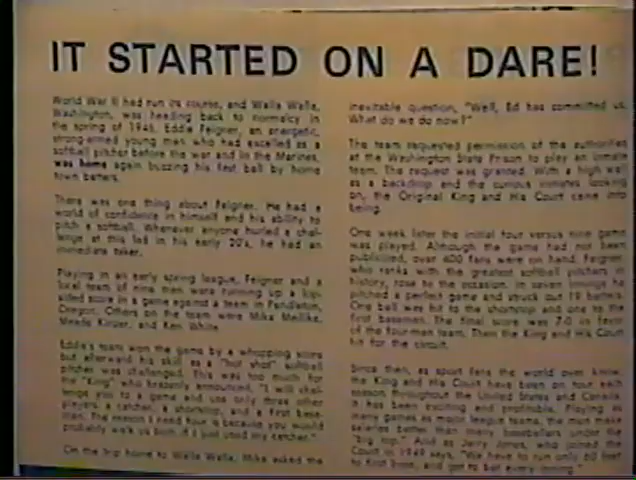 IT STARTED ON A DARE!
World War II had run its course, and Walla Walla,
Washington, was heading back to normalcy in
the spring of 1946. Eddie Feigner, an energetic,
strong-armed young man who had excelled as a
softball pitcher before the war and in the Marines,
was home again buzzing his fast ball by home
town batters.
There was one thing about Feigner. He had a
world of confidence in himself and his ability to
pitch a softball. Whenever anyone hurled a chal-
lenge at this lad in his early 20's, he had an
immediate taker.
Playing in an early spring league, Feigner and a
local team of nine men were running up a lop-
sided score in a game against a team in Pendleton,
Oregon. Others on the team were Mike Meilike,
Meade Kinzer, and Ken White.
Eddie's team won the game by a whopping score
but afterward his skill as a "hot shot" softball
pitcher was challenged. This was too much for
the "King" who brazenly announced, "I will chal-
lenge you to a game and use only three other
players, a catcher, a shortstop, and a first base-
man. The reason I need four is because you would
probably walk us both if I just used my catcher."
On the trip home to Walla Walla, Mike asked the
inevitable question, "Well, Ed has committed us.
What do we do now?"
The team requested permission of the authorities
at the Washington State Prison to play an inmate
team. The request was granted. With a high wall
as a backdrop and the curious inmates looking
on, the Original King and His Court came into
being.
One week later the initial four versus nine game
was played. Although the game had not been
publicized, over 400 fans were on hand. Feigner,
who ranks with the greatest softball pitchers in
history, rose to the occasion. In seven innings he
pitched a perfect game and struck out 19 batters.
One ball was hit to the shortstop and one to the
first baseman. The final score was 7-0 in favor
of the four-man team. Then the King and His Court
hit for the circuit.
Since then, as sport fans the world over know,
the King and His Court have been on tour each
season throughout the United States and Canada.
It has been exciting and profitable. Playing as
many games as major league teams, the men make
salaries better than many baseballers under the
"big top." And as Jerry Jones, who joined the
Court in 1949 says, "We have to run only 60 feet
to first base, and get to bat every inning."